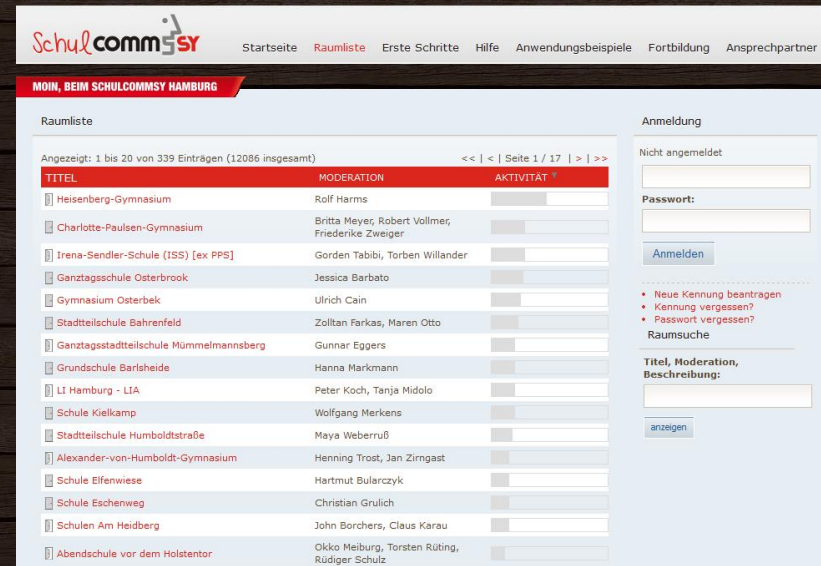 Schulcommsy
Startseite Raumliste Erste Schritte Hilfe Anwendungsbeispiele Fortbildung Ansprechpartner
MOIN, BEIM SCHULCOMMSY HAMBURG
Raumliste
Angezeigt: 1 bis 20 von 339 Einträgen (12086 insgesamt) << | < | Seite 1 / 17 | > | >>
TITEL MODERATION AKTIVITÄT
Heisenberg-Gymnasium Rolf Harms
Charlotte-Paulsen-Gymnasium Britta Meyer, Robert Vollmer,
Friederike Zweiger
Irena-Sendler-Schule (ISS) [ex PPS] Gorden Tabibi, Torben Willander
Ganztagsschule Osterbrook Jessica Barbato
Gymnasium Osterbek Ulrich Cain
Stadtteilschule Bahrenfeld Zolltan Farkas, Maren Otto
Ganztagsstadtteilschule Mümmelmannsberg Gunnar Eggers
Grundschule Barlsheide Hanna Markmann
LI Hamburg - LIA Peter Koch, Tanja Midolo
Schule Kielkamp Wolfgang Merkens
Stadtteilschule Humboldtstraße Maya Weberruß
Alexander-von-Humboldt-Gymnasium Henning Trost, Jan Zirngast
Schule Elfenwiese Hartmut Bularczyk
Schule Eschenweg Christian Grulich
Schulen Am Heidberg John Borchers, Claus Karau
Abendschule vor dem Holstentor Okko Meiburg, Torsten Rüting,
Rüdiger Schulz
Anmeldung
Nicht angemeldet
Passwort:
Anmelden
Neue Kennung beantragen
Kennung vergessen?
Passwort vergessen?
Raumsuche
Titel, Moderation,
Beschreibung:
anzeigen